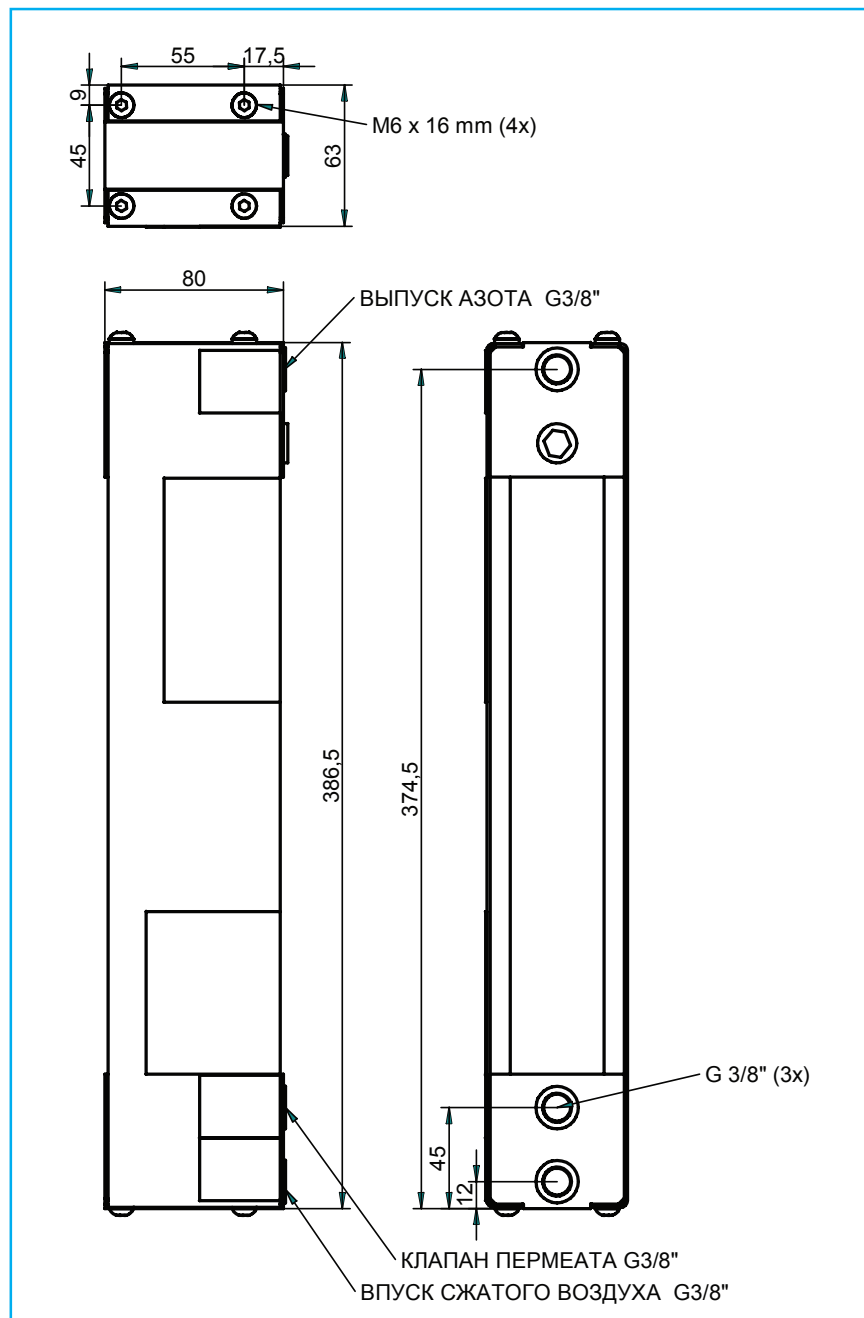 55
17,5
9
M6 x 16 mm (4x)
45
63
80
ВЫПУСК АЗОТА G3/8"
386,5
374,5
G 3/8" (3x)
45
12
КЛАПАН ПЕРМЕАТА G3/8"
ВПУСК СЖАТОГО ВОЗДУХА G3/8"